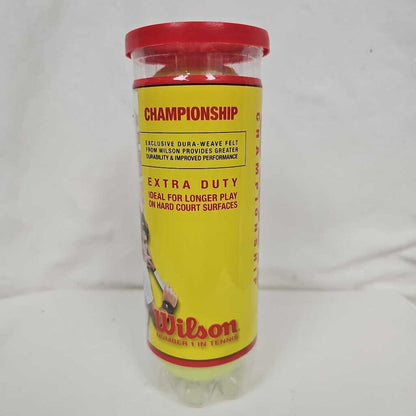 CHAMPIONSHIP
EXCLUSIVE DURA-WEAVE FELT
FROM WILSON PROVIDES GREATER
DURABILITY & IMPROVED PERFORMANCE
EXTRA DUTY
IDEAL FOR LONGER PLAY
ON HARD COURT SURFACES
Wilson
NUMBER 1 IN TENNIS
CHAMPIONSHIP